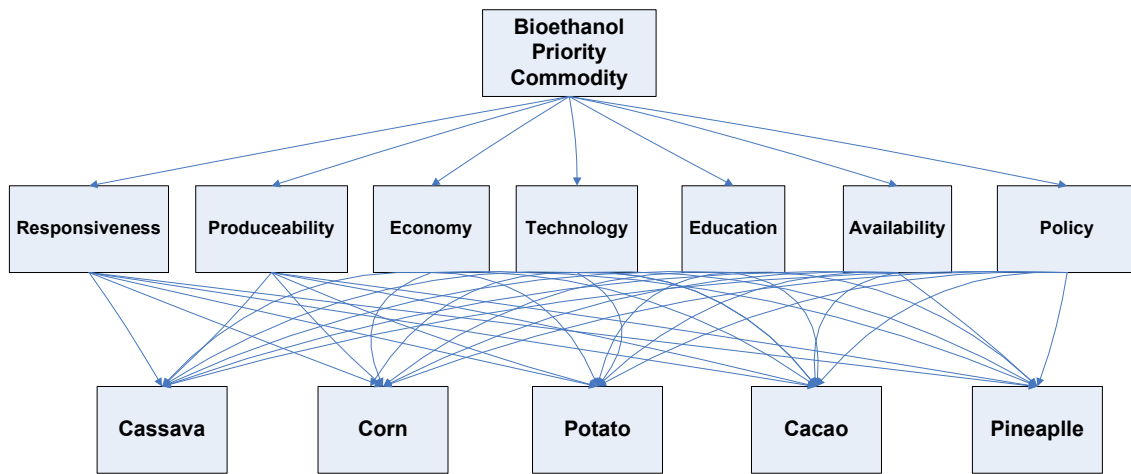 Bioethanol
Priority
Commodity
Responsiveness
Produceability
Economy
Technology
Education
Availability
Policy
Cassava
Corn
Potato
Cacao
Pineaplle